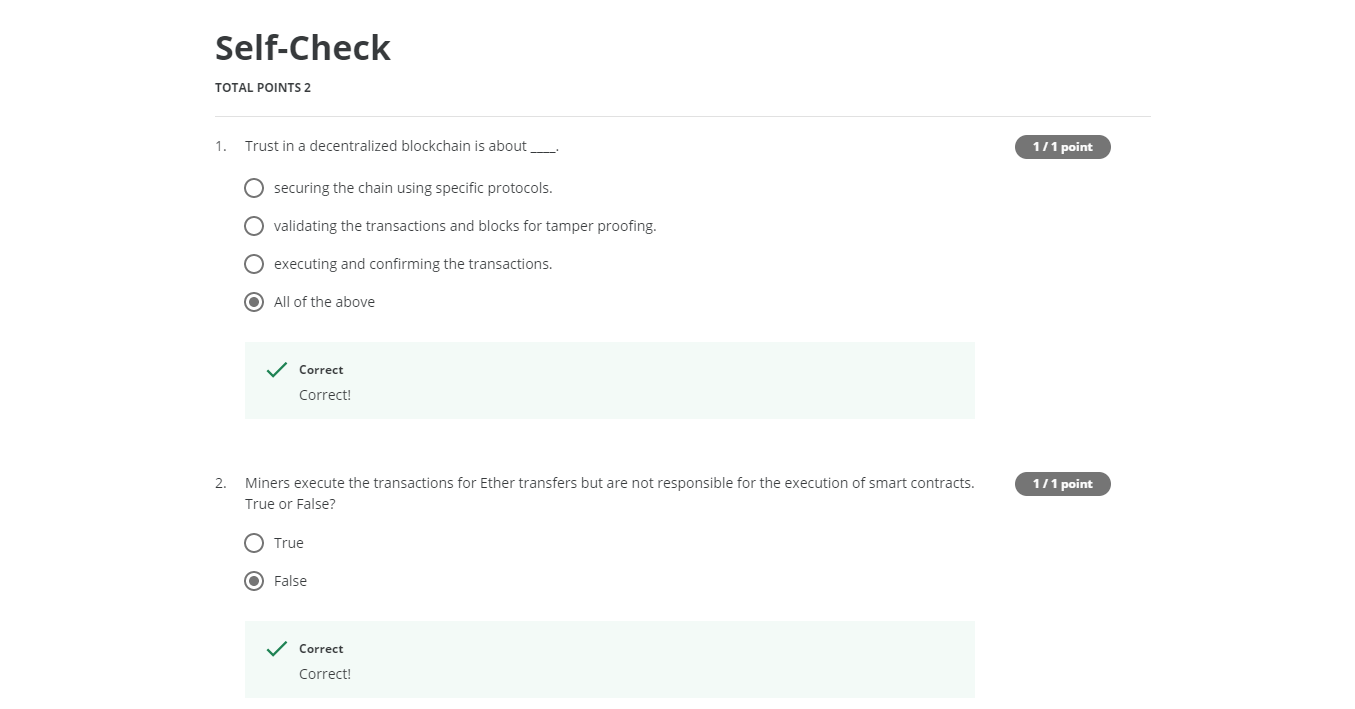 Self-Check
TOTAL POINTS 2
1. Trust in a decentralized blockchain is about ____.
1 / 1 point
securing the chain using specific protocols.
validating the transactions and blocks for tamper proofing.
executing and confirming the transactions.
All of the above
Correct
Correct!
2. Miners execute the transactions for Ether transfers but are not responsible for the execution of smart contracts.
True or False?
1 / 1 point
True
False
Correct
Correct!